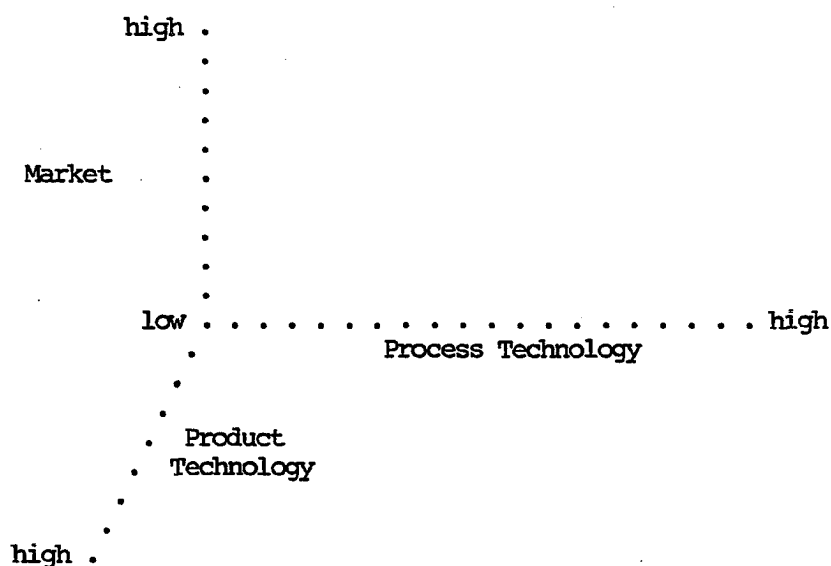 high
Market
low high
Process Technology
Product
Technology
high